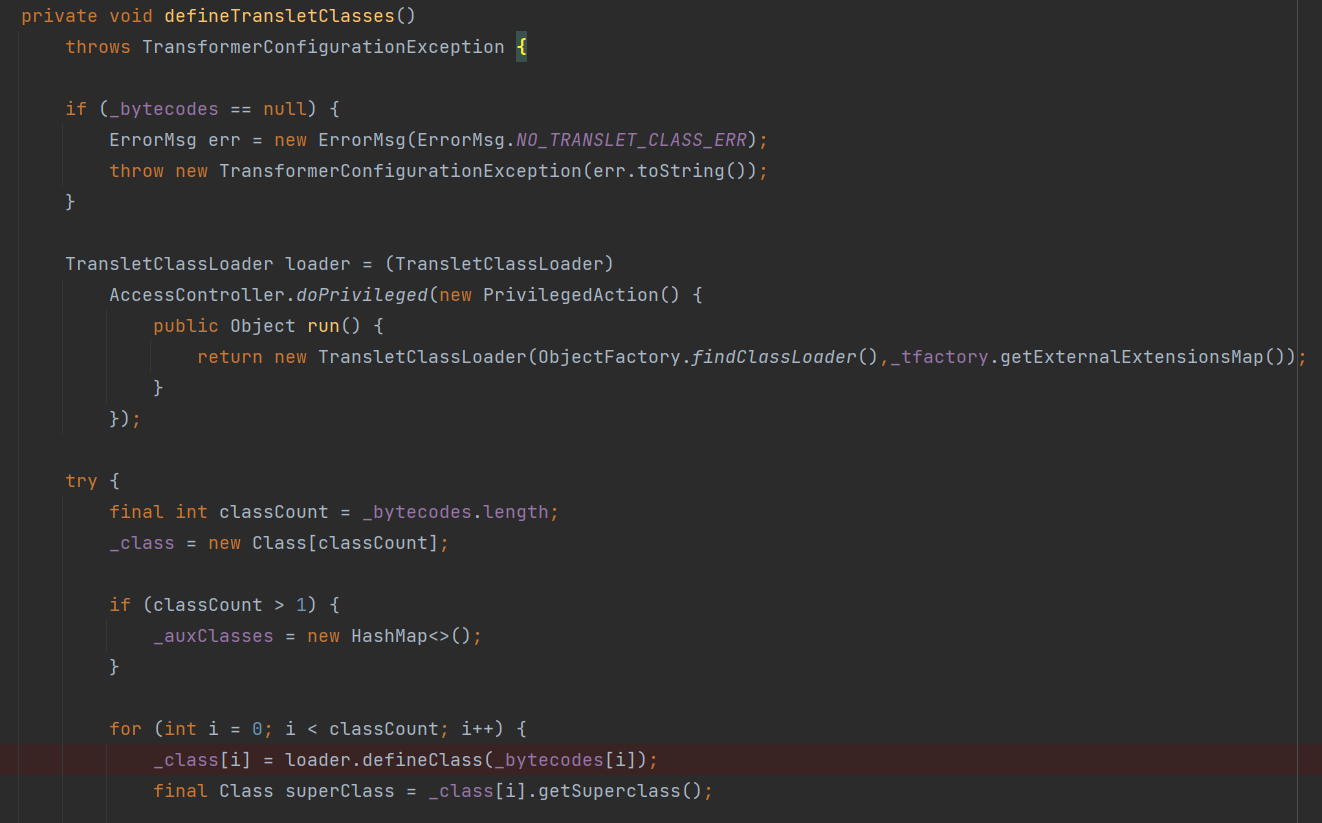 private void defineTransletClasses()
    throws TransformerConfigurationException {

    if (_bytecodes == null) {
        ErrorMsg err = new ErrorMsg(ErrorMsg.NO_TRANSLET_CLASS_ERR);
        throw new TransformerConfigurationException(err.toString());
    }

    TransletClassLoader loader = (TransletClassLoader)
        AccessController.doPrivileged(new PrivilegedAction() {
            public Object run() {
                return new TransletClassLoader(ObjectFactory.findClassLoader(),_tfactory.getExternalExtensionsMap());
            }
        });

    try {
        final int classCount = _bytecodes.length;
        _class = new Class[classCount];

        if (classCount > 1) {
            _auxClasses = new HashMap<>();
        }

        for (int i = 0; i < classCount; i++) {
            _class[i] = loader.defineClass(_bytecodes[i]);
            final Class superClass = _class[i].getSuperclass();